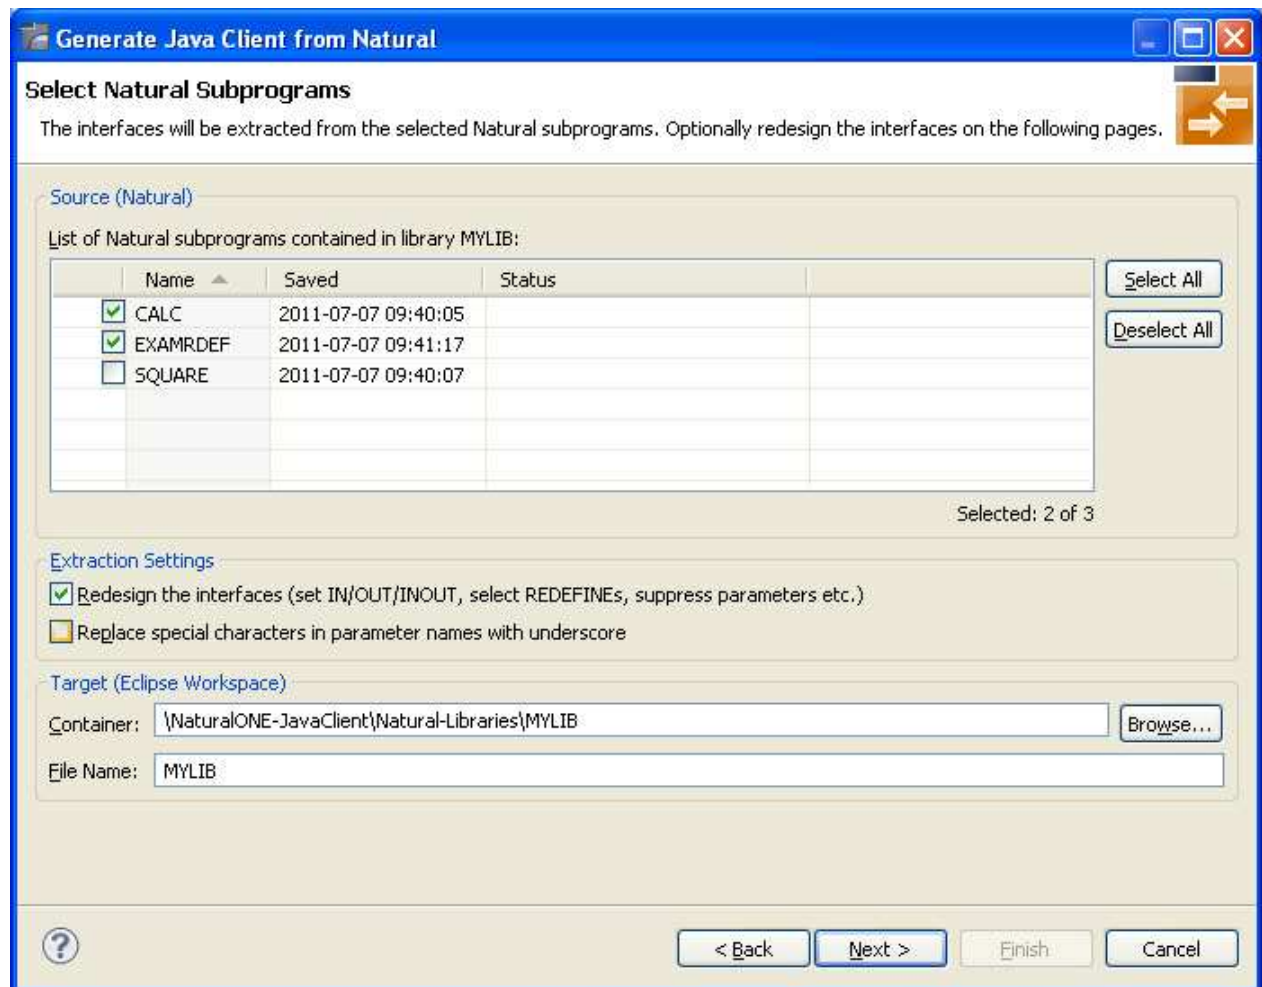 Generate Java Client from Natural
Select Natural Subprograms
The interfaces will be extracted from the selected Natural subprograms. Optionally redesign the interfaces on the following pages.
Source (Natural)
List of Natural subprograms contained in library MYLIB:
Name Saved Status
Select All
CALC 2011-07-07 09:40:05
Deselect All
EXAMRDEF 2011-07-07 09:41:17
SQUARE 2011-07-07 09:40:07
Selected: 2 of 3
Extraction Settings
Redesign the interfaces (set IN/OUT/INOUT, select REDEFINEs, suppress parameters etc.)
Replace special characters in parameter names with underscore
Target (Eclipse Workspace)
Container: \NaturalONE-JavaClient\Natural-Libraries\MYLIB Browse...
File Name: MYLIB
? < Back Next > Finish Cancel